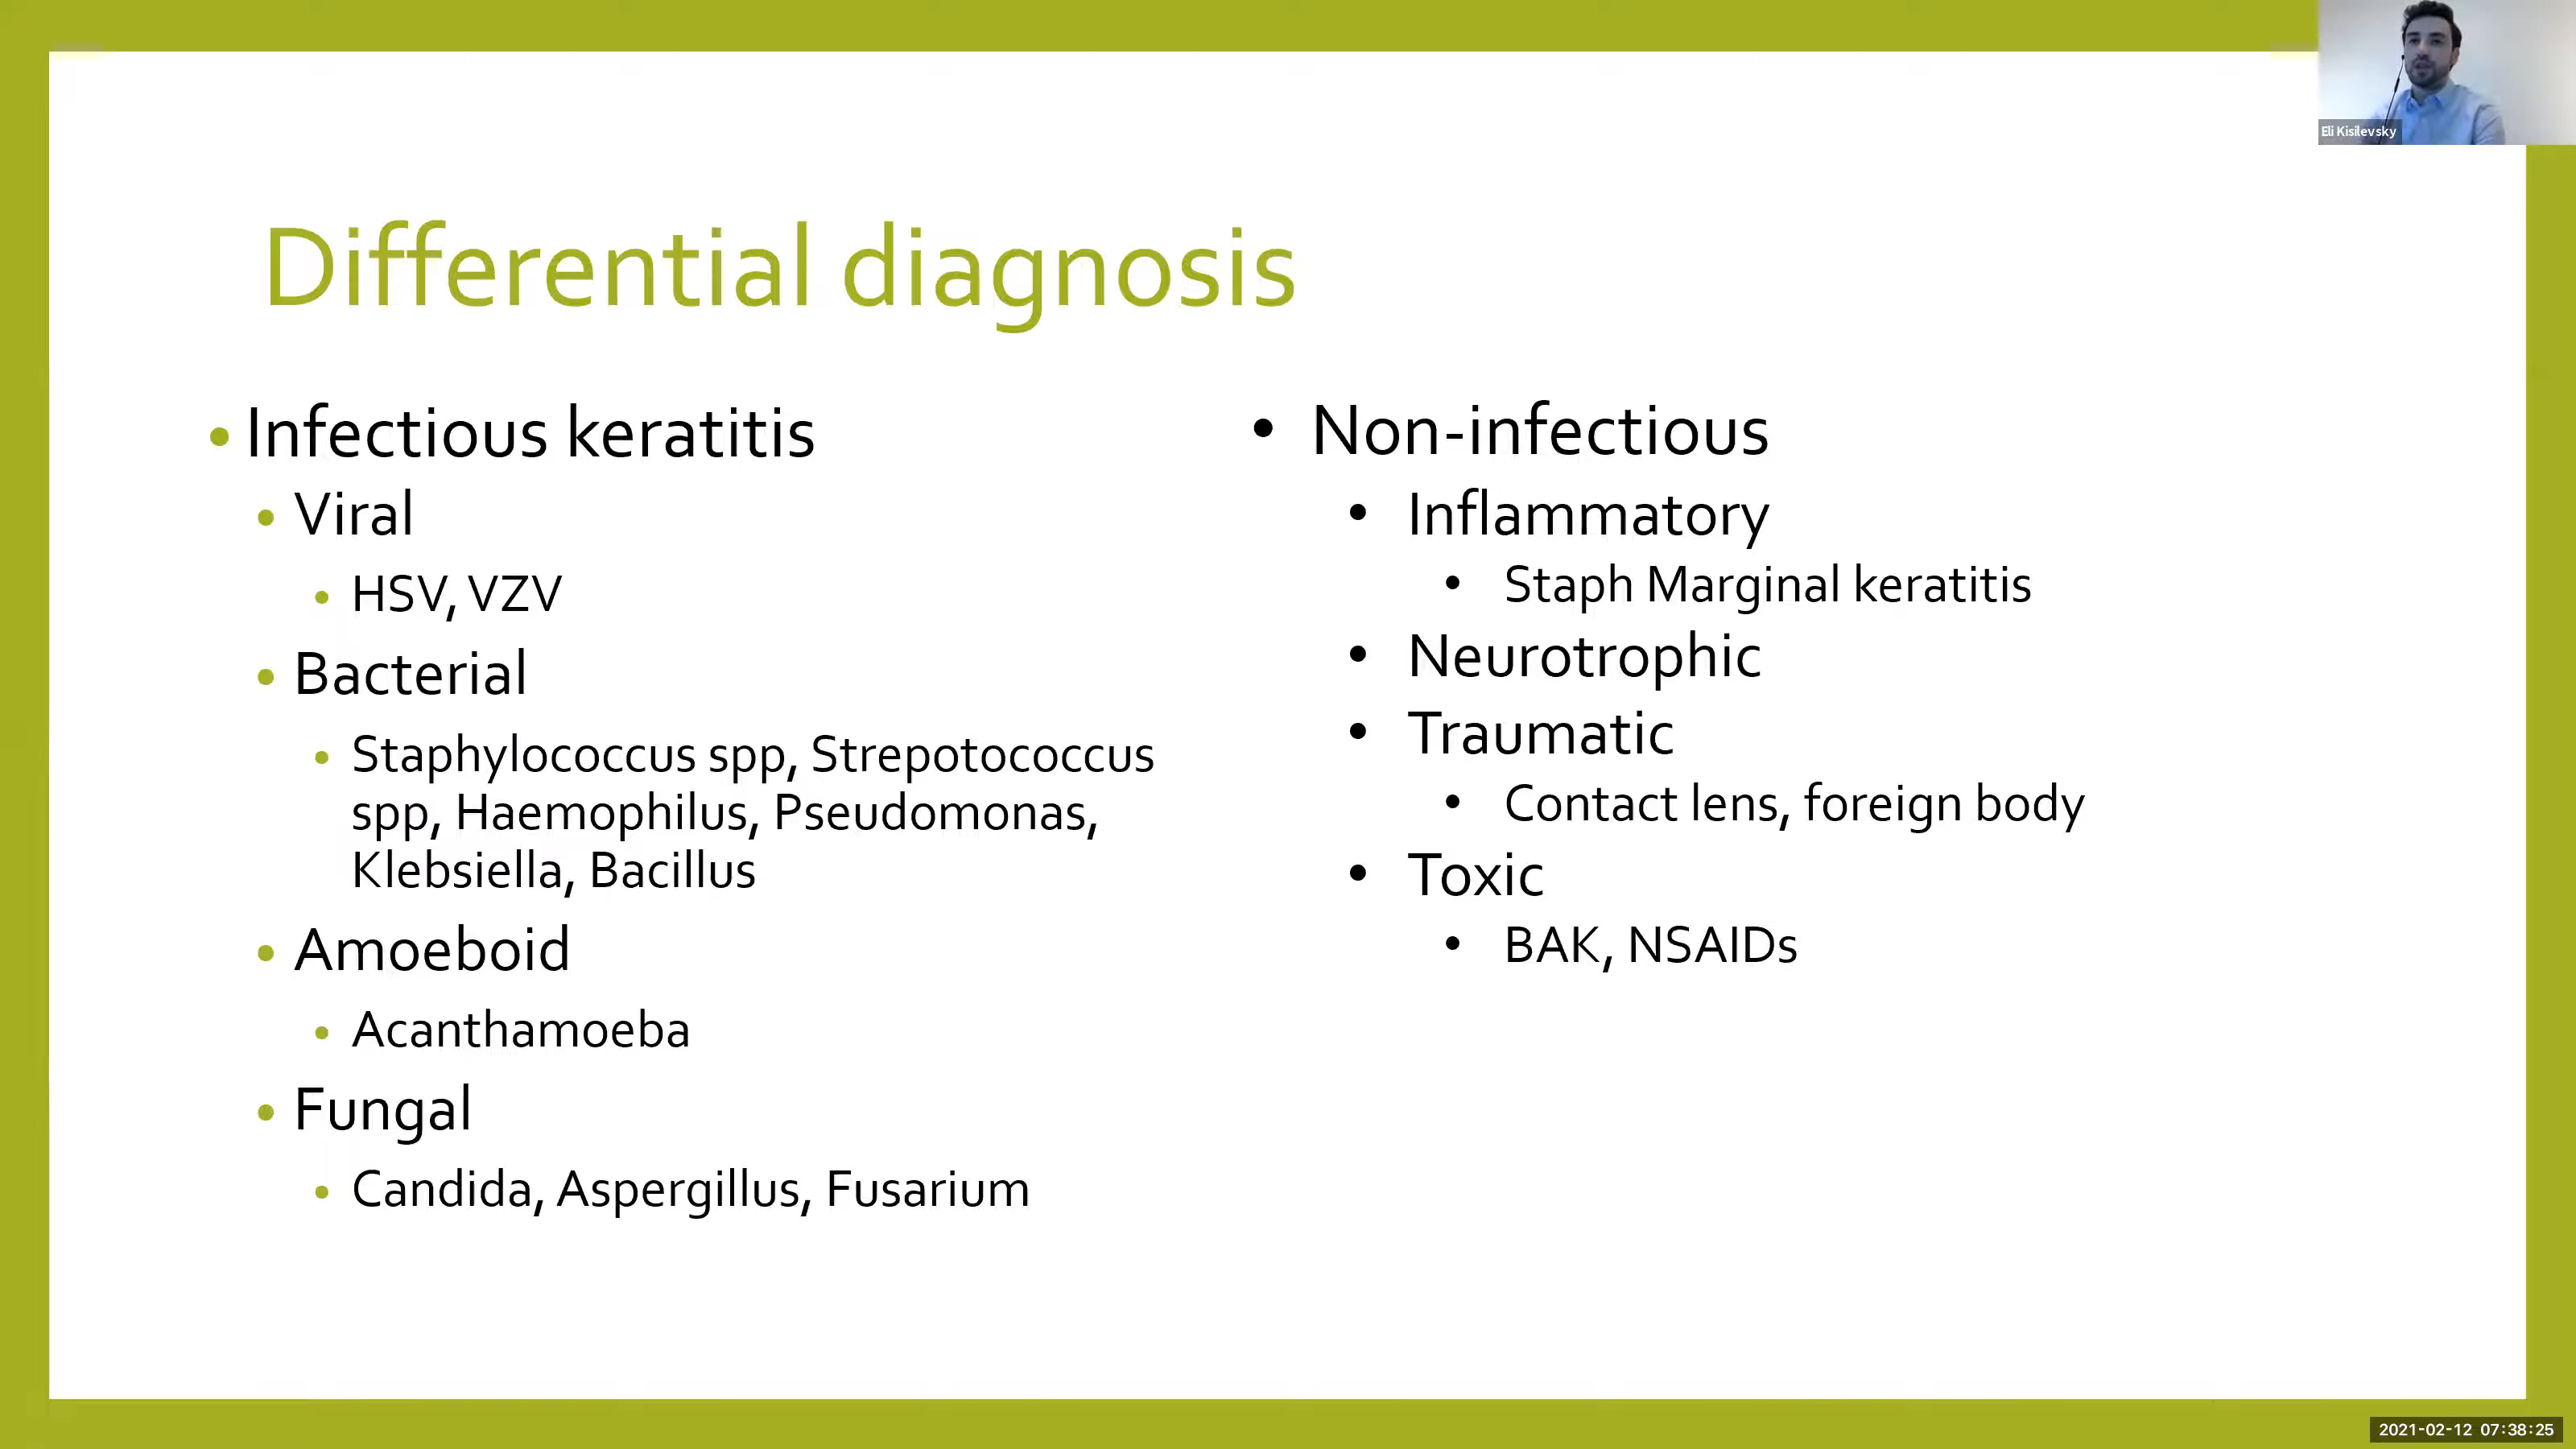 Eli Kisilevsky
Differential diagnosis
• Infectious keratitis
• Viral
• HSV, VZV
• Bacterial
• Staphylococcus spp, Strepotococcus
spp, Haemophilus, Pseudomonas,
Klebsiella, Bacillus
• Amoeboid
• Acanthamoeba
• Fungal
• Candida, Aspergillus, Fusarium
• Non-infectious
• Inflammatory
• Staph Marginal keratitis
• Neurotrophic
• Traumatic
• Contact lens, foreign body
• Toxic
• BAK, NSAIDs
2021-02-12 07:38:25